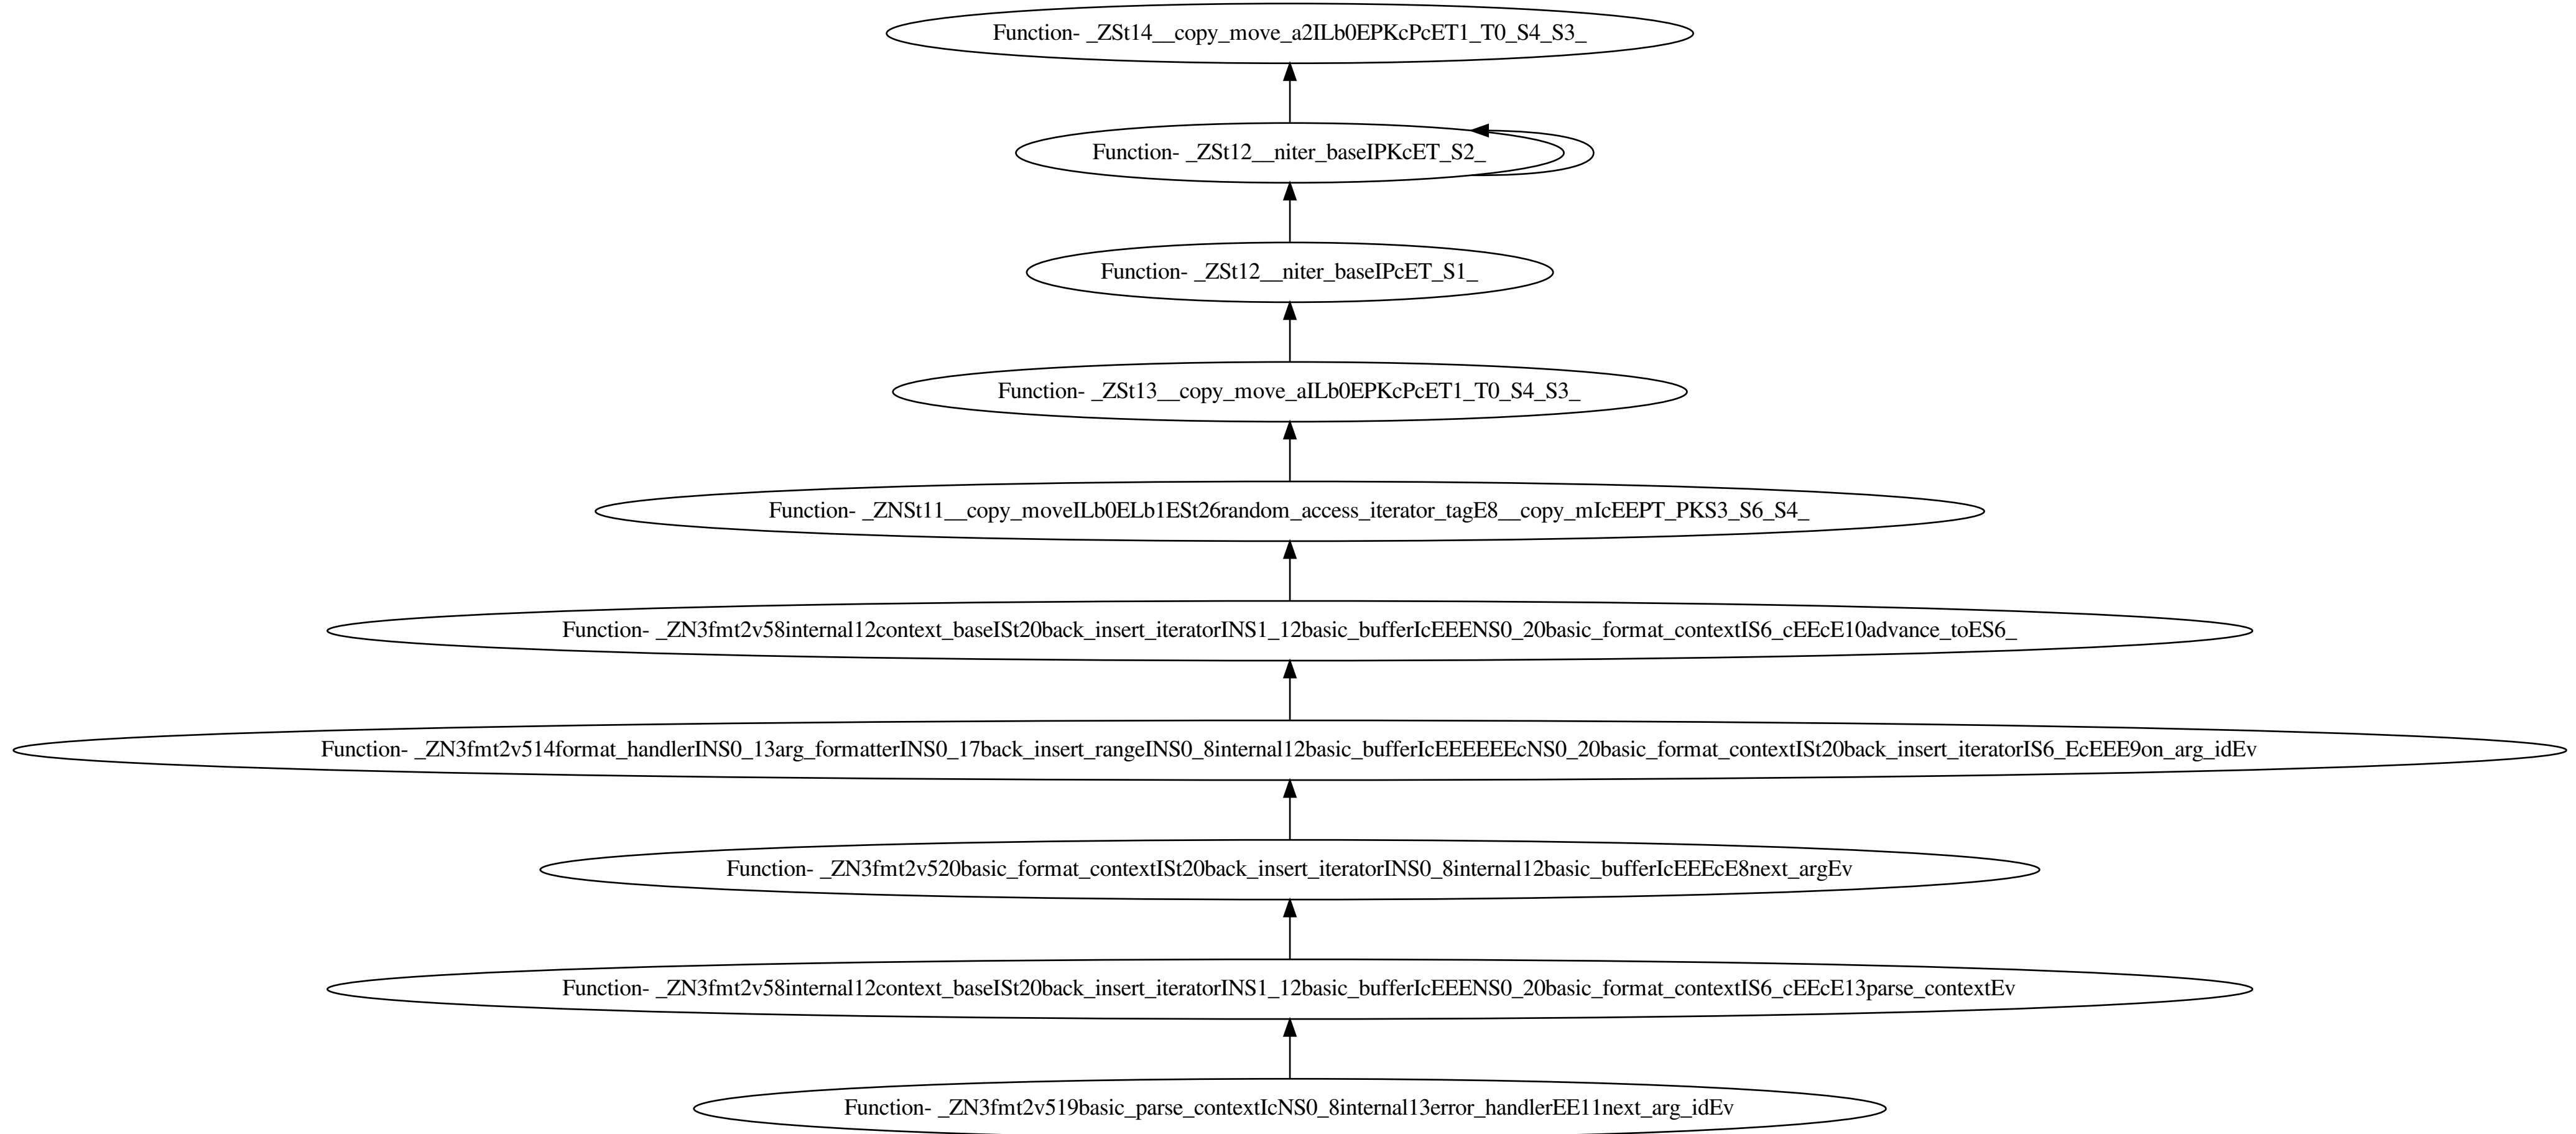 Function- _ZSt14__copy_move_a2ILb0EPKcPcET1_T0_S4_S3_
Function- _ZSt12__niter_baseIPKcET_S2_
Function- _ZSt12__niter_baseIPcET_S1_
Function- _ZSt13__copy_move_aILb0EPKcPcET1_T0_S4_S3_
Function- _ZNSt11__copy_moveILb0ELb1ESt26random_access_iterator_tagE8__copy_mIcEEPT_PKS3_S6_S4_
Function- _ZN3fmt2v58internal12context_baseISt20back_insert_iteratorINS1_12basic_bufferIcEEENS0_20basic_format_contextIS6_cEEcE10advance_toES6_
Function- _ZN3fmt2v514format_handlerINS0_13arg_formatterINS0_17back_insert_rangeINS0_8internal12basic_bufferIcEEEEEEcNS0_20basic_format_contextISt20back_insert_iteratorIS6_EcEEE9on_arg_idEv
Function- _ZN3fmt2v520basic_format_contextISt20back_insert_iteratorINS0_8internal12basic_bufferIcEEEcE8next_argEv
Function- _ZN3fmt2v58internal12context_baseISt20back_insert_iteratorINS1_12basic_bufferIcEEENS0_20basic_format_contextIS6_cEEcE13parse_contextEv
Function- _ZN3fmt2v519basic_parse_contextIcNS0_8internal13error_handlerEE11next_arg_idEv